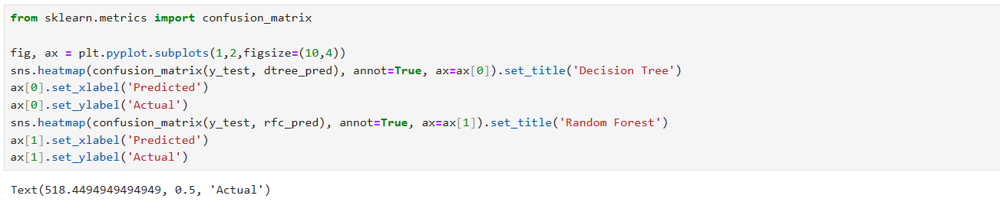 from sklearn.metrics import confusion_matrix
fig, ax = plt.pyplot.subplots(1,2,figsize=(10,4))
sns.heatmap(confusion_matrix(y_test, dtree_pred), annot=True, ax=ax[0]).set_title('Decision Tree')
ax[0].set_xlabel('Predicted')
ax[0].set_ylabel('Actual')
sns.heatmap(confusion_matrix(y_test, rfc_pred), annot=True, ax=ax[1]).set_title('Random Forest')
ax[1].set_xlabel('Predicted')
ax[1].set_ylabel('Actual')
Text(518.4494949494949, 0.5, 'Actual')